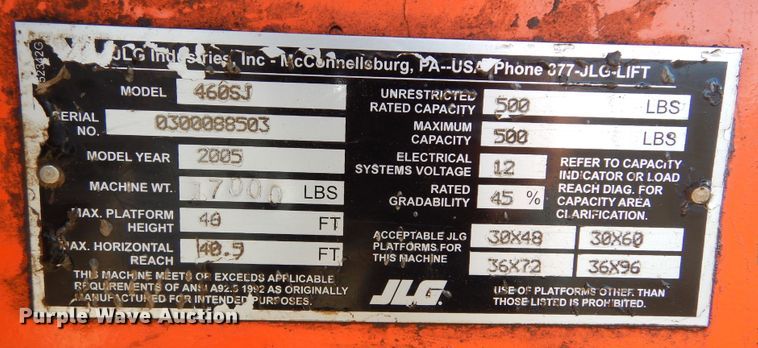 JLG Industries, Inc - McConnellsburg, PA--USA Phone 877-JLG-LIFT
MODEL 460SJ
SERIAL NO. 0300088503
MODEL YEAR 2005
MACHINE WT. 17000 LBS
MAX. PLATFORM HEIGHT 46 FT
MAX. HORIZONTAL REACH 40.9 FT
THIS MACHINE MEETS OR EXCEEDS APPLICABLE
REQUIREMENTS OF ANSI A92.5 1992 AS ORIGINALLY
MANUFACTURED FOR INTENDED PURPOSES.
UNRESTRICTED RATED CAPACITY 500 LBS
MAXIMUM CAPACITY 500 LBS
ELECTRICAL SYSTEMS VOLTAGE 12
RATED GRADABILITY 45 %
REFER TO CAPACITY
INDICATOR OR LOAD
REACH DIAG. FOR
CAPACITY AREA
CLARIFICATION.
ACCEPTABLE JLG
PLATFORMS FOR
THIS MACHINE
30X48 30X60
36X72 36X96
JLG
USE OF PLATFORMS OTHER THAN
THOSE LISTED IS PROHIBITED.
Purple Wave Auction